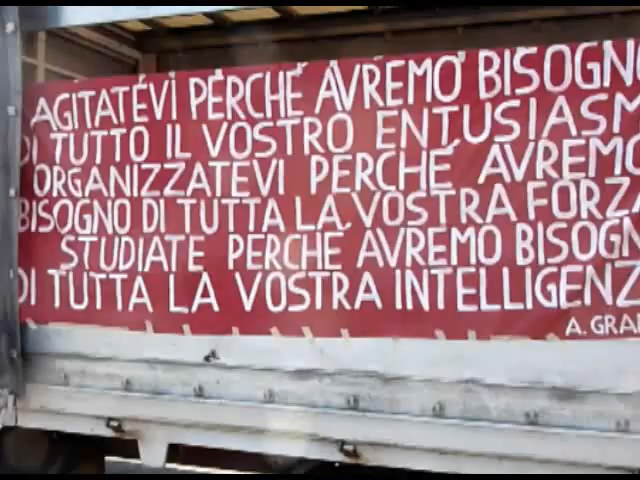 AGITATEVI PERCHÉ AVREMO BISOGNO
DI TUTTO IL VOSTRO ENTUSIASM
ORGANIZZATEVI PERCHÉ AVREMO
BISOGNO DI TUTTA LA VOSTRA FORZA
STUDIATE PERCHÉ AVREMO BISOGN
DI TUTTA LA VOSTRA INTELLIGENZ
A. GRA